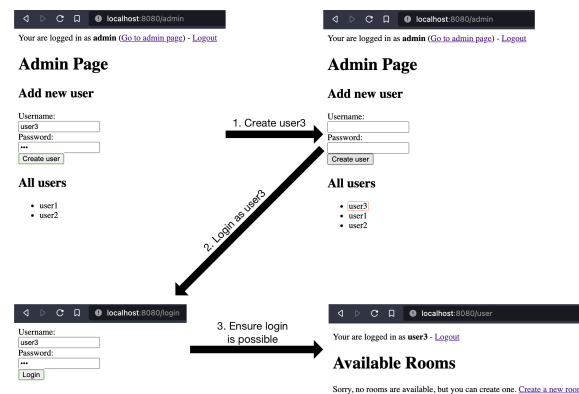 localhost:8080/admin
Your are logged in as admin (Go to admin page) - Logout
Admin Page
Add new user
Username:
user3
Password:
•••
Create user
All users
• user1
• user2
1. Create user3
localhost:8080/admin
Your are logged in as admin (Go to admin page) - Logout
Admin Page
Add new user
Username:
Password:
Create user
All users
• user3
• user1
• user2
2. Login as user3
localhost:8080/login
Username:
user3
Password:
•••
Login
3. Ensure login
is possible
localhost:8080/user
Your are logged in as user3 - Logout
Available Rooms
Sorry, no rooms are available, but you can create one. Create a new room